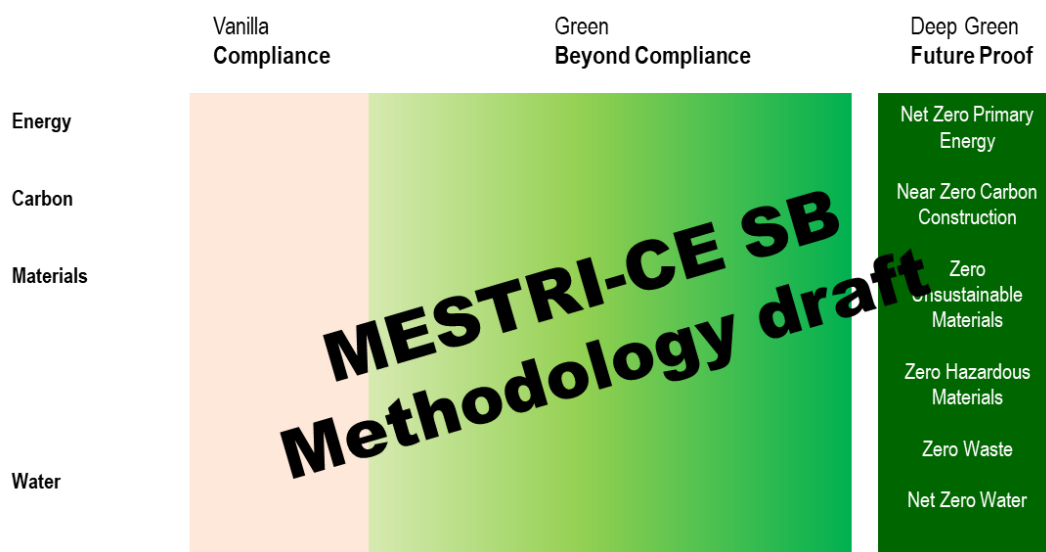 Vanilla
Compliance
Green
Beyond Compliance
Deep Green
Future Proof
Energy
Carbon
Materials
Water
MESTRI-CE SB
Methodology draft
Net Zero Primary
Energy
Near Zero Carbon
Construction
Zero
Unsustainable
Materials
Zero Hazardous
Materials
Zero Waste
Net Zero Water